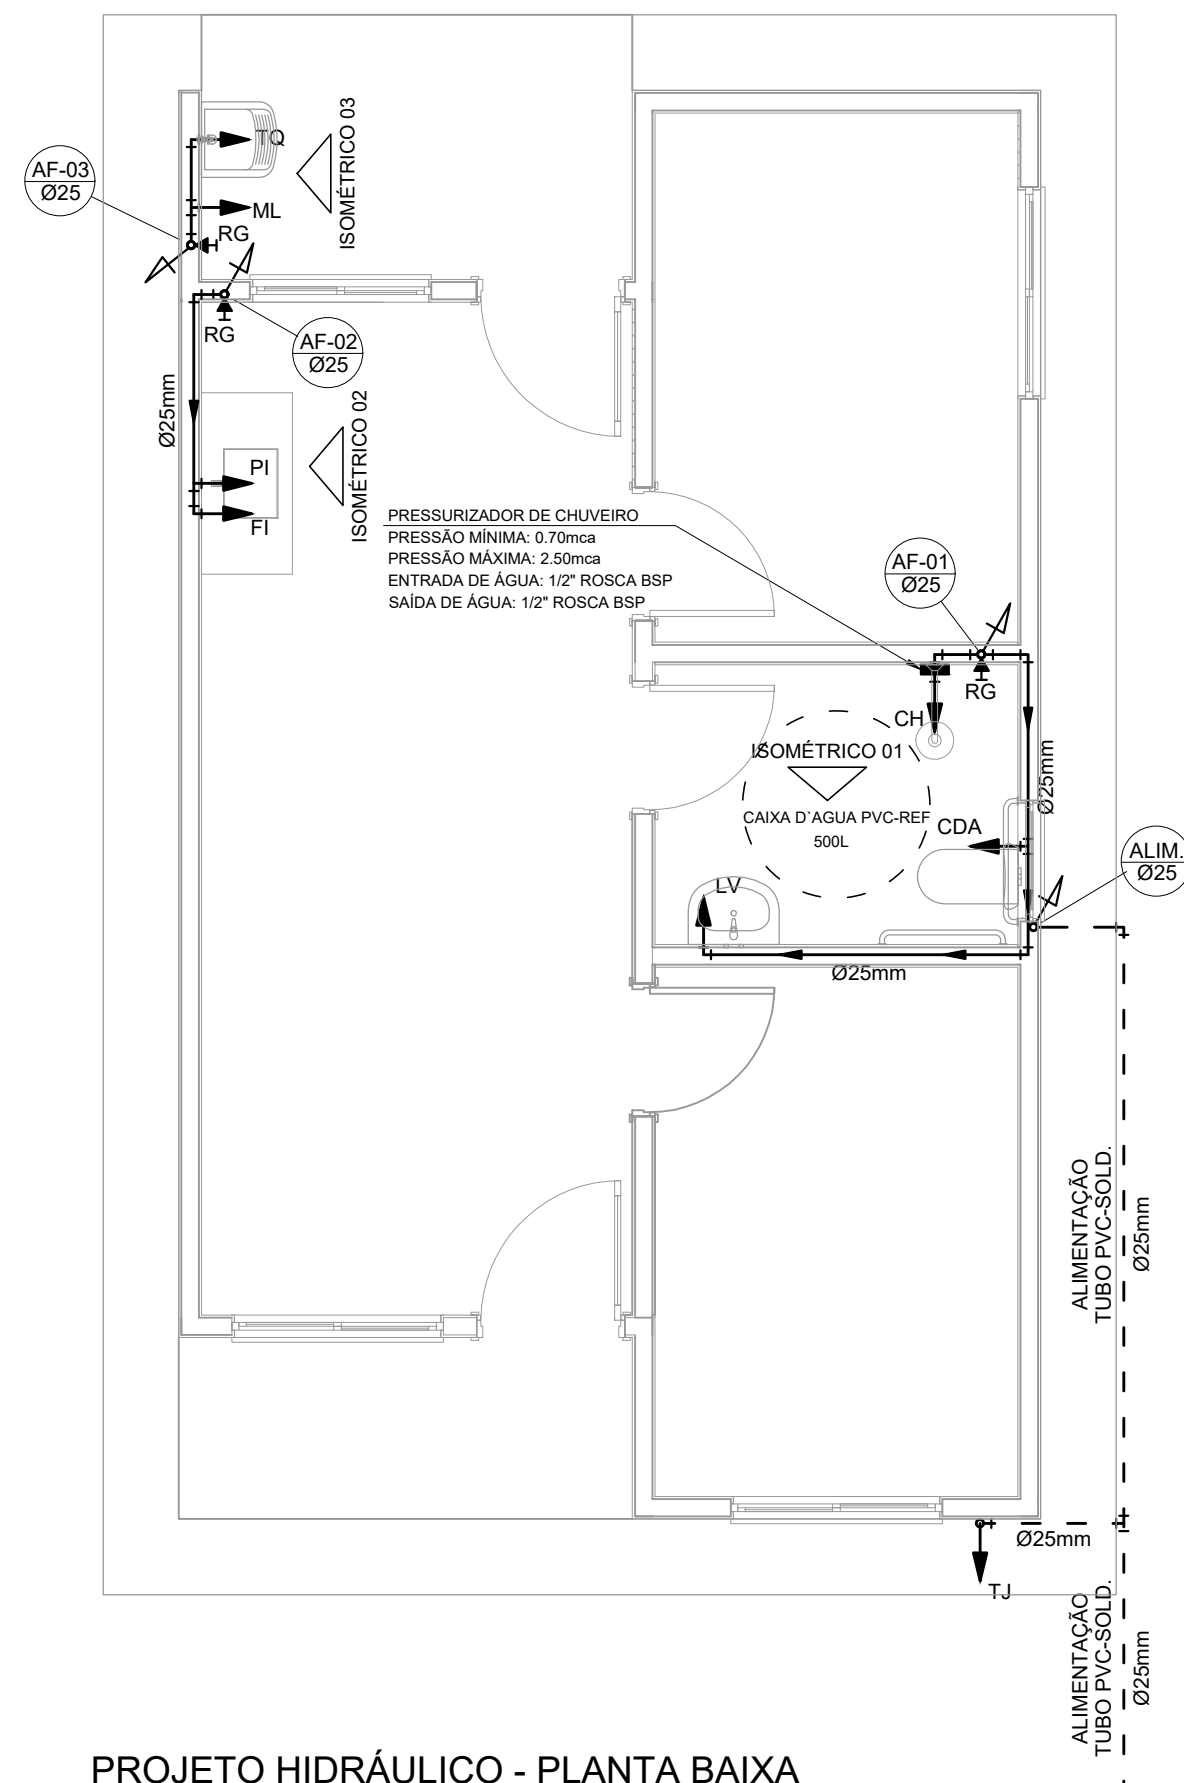 AF-03
Ø25
TQ
ISOMÉTRICO 03
ML
RG
RG
AF-02
Ø25
Ø25mm
ISOMÉTRICO 02
PI
FI
PRESSURIZADOR DE CHUVEIRO
PRESSÃO MÍNIMA: 0.70mca
PRESSÃO MÁXIMA: 2.50mca
ENTRADA DE ÁGUA: 1/2" ROSCA BSP
SAÍDA DE ÁGUA: 1/2" ROSCA BSP
AF-01
Ø25
RG
CH
ISOMÉTRICO 01
Ø25mm
CAIXA D`AGUA PVC-REF
500L
CDA
ALIM.
Ø25
LV
Ø25mm
ALIMENTAÇÃO
TUBO PVC-SOLD.
Ø25mm
Ø25mm
TJ
ALIMENTAÇÃO
TUBO PVC-SOLD.
Ø25mm
PROJETO HIDRÁULICO - PLANTA BAIXA